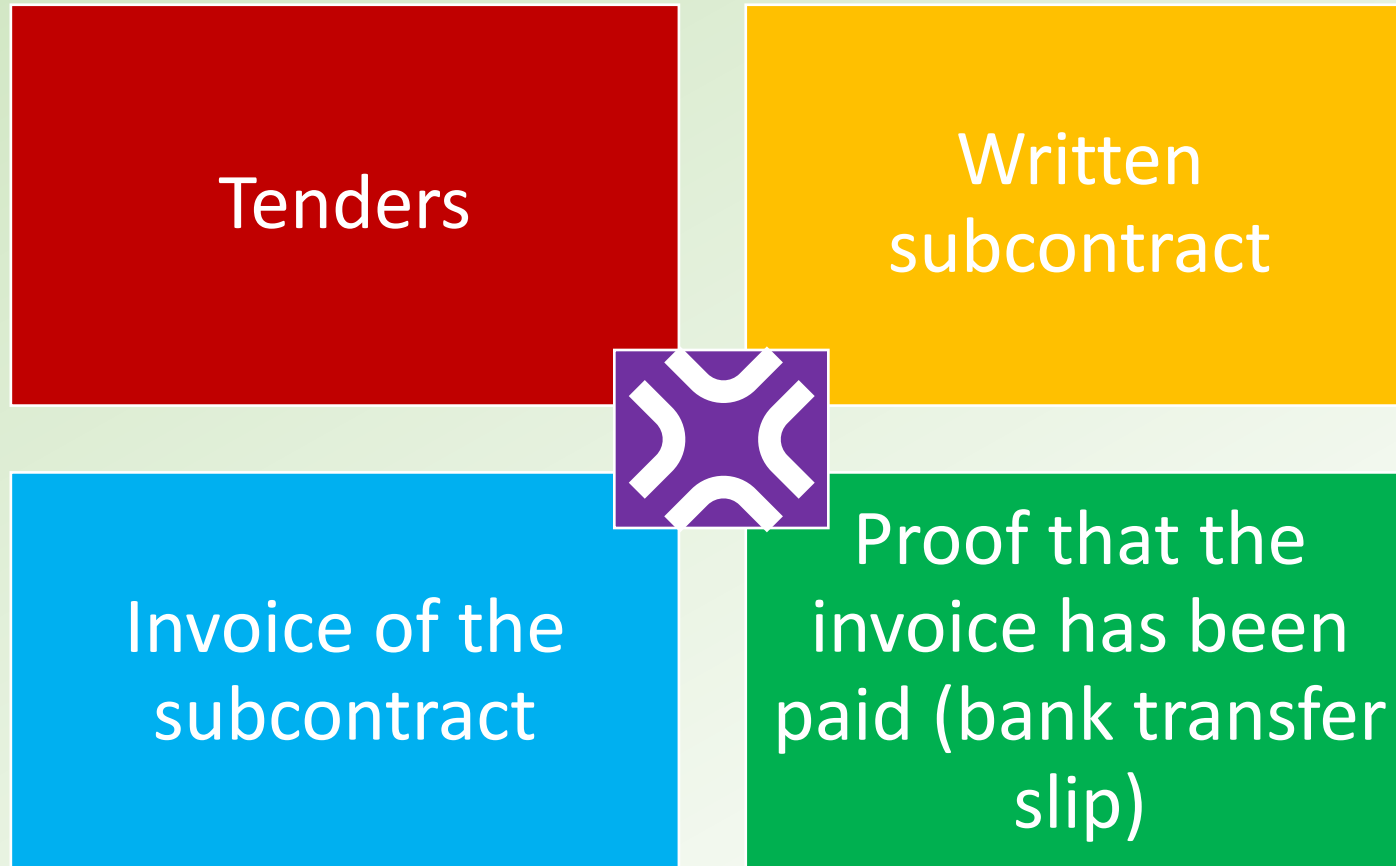 Tenders
Written
subcontract
Invoice of the
subcontract
Proof that the
invoice has been
paid (bank transfer
slip)